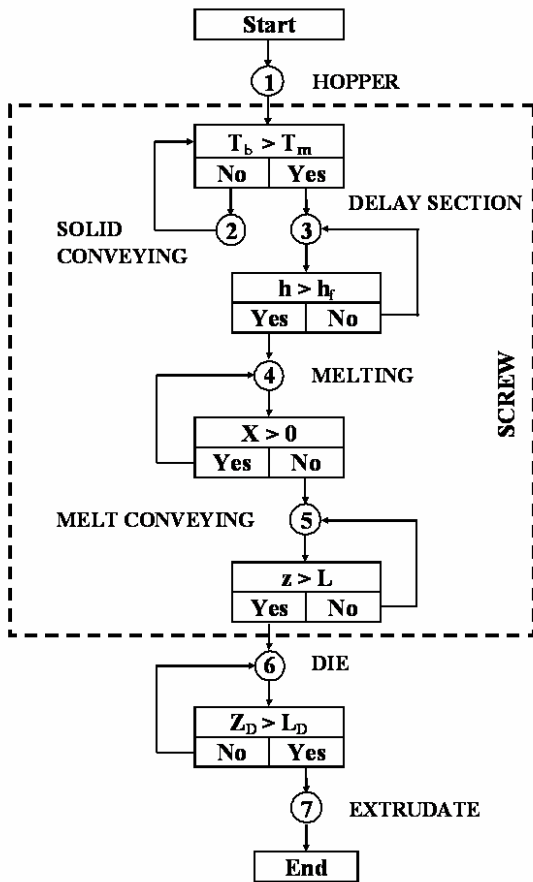 Start
1 HOPPER
T_b > T_m
No Yes
DELAY SECTION
SOLID
CONVEYING
2 3
h > h_f
Yes No
4 MELTING
SCREW
X > 0
Yes No
MELT CONVEYING 5
z > L
Yes No
6 DIE
Z_D > L_D
No Yes
7 EXTRUDATE
End